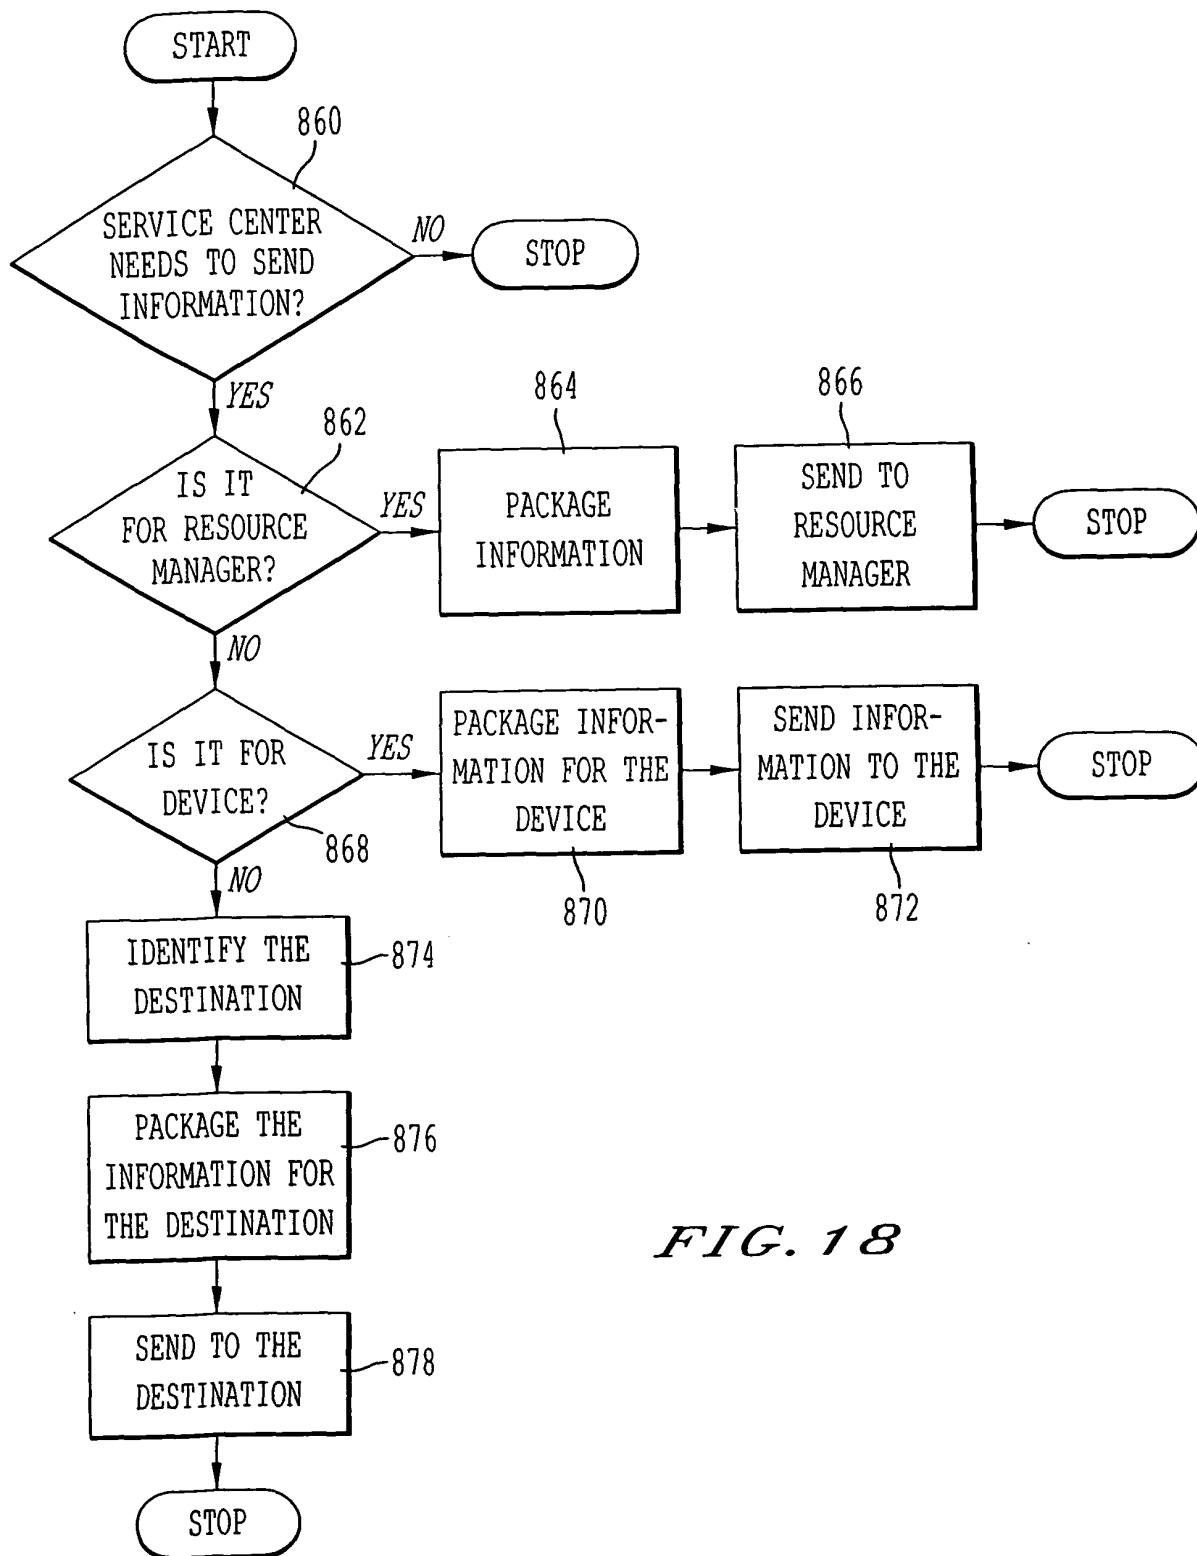 START
860
SERVICE CENTER
NEEDS TO SEND
INFORMATION?
NO
STOP
YES
862
IS IT
FOR RESOURCE
MANAGER?
YES
864
PACKAGE
INFORMATION
866
SEND TO
RESOURCE
MANAGER
STOP
NO
IS IT FOR
DEVICE?
868
YES
PACKAGE INFOR-
MATION FOR THE
DEVICE
870
SEND INFOR-
MATION TO THE
DEVICE
872
STOP
NO
IDENTIFY THE
DESTINATION
874
PACKAGE THE
INFORMATION FOR
THE DESTINATION
876
SEND TO THE
DESTINATION
878
STOP
FIG. 18